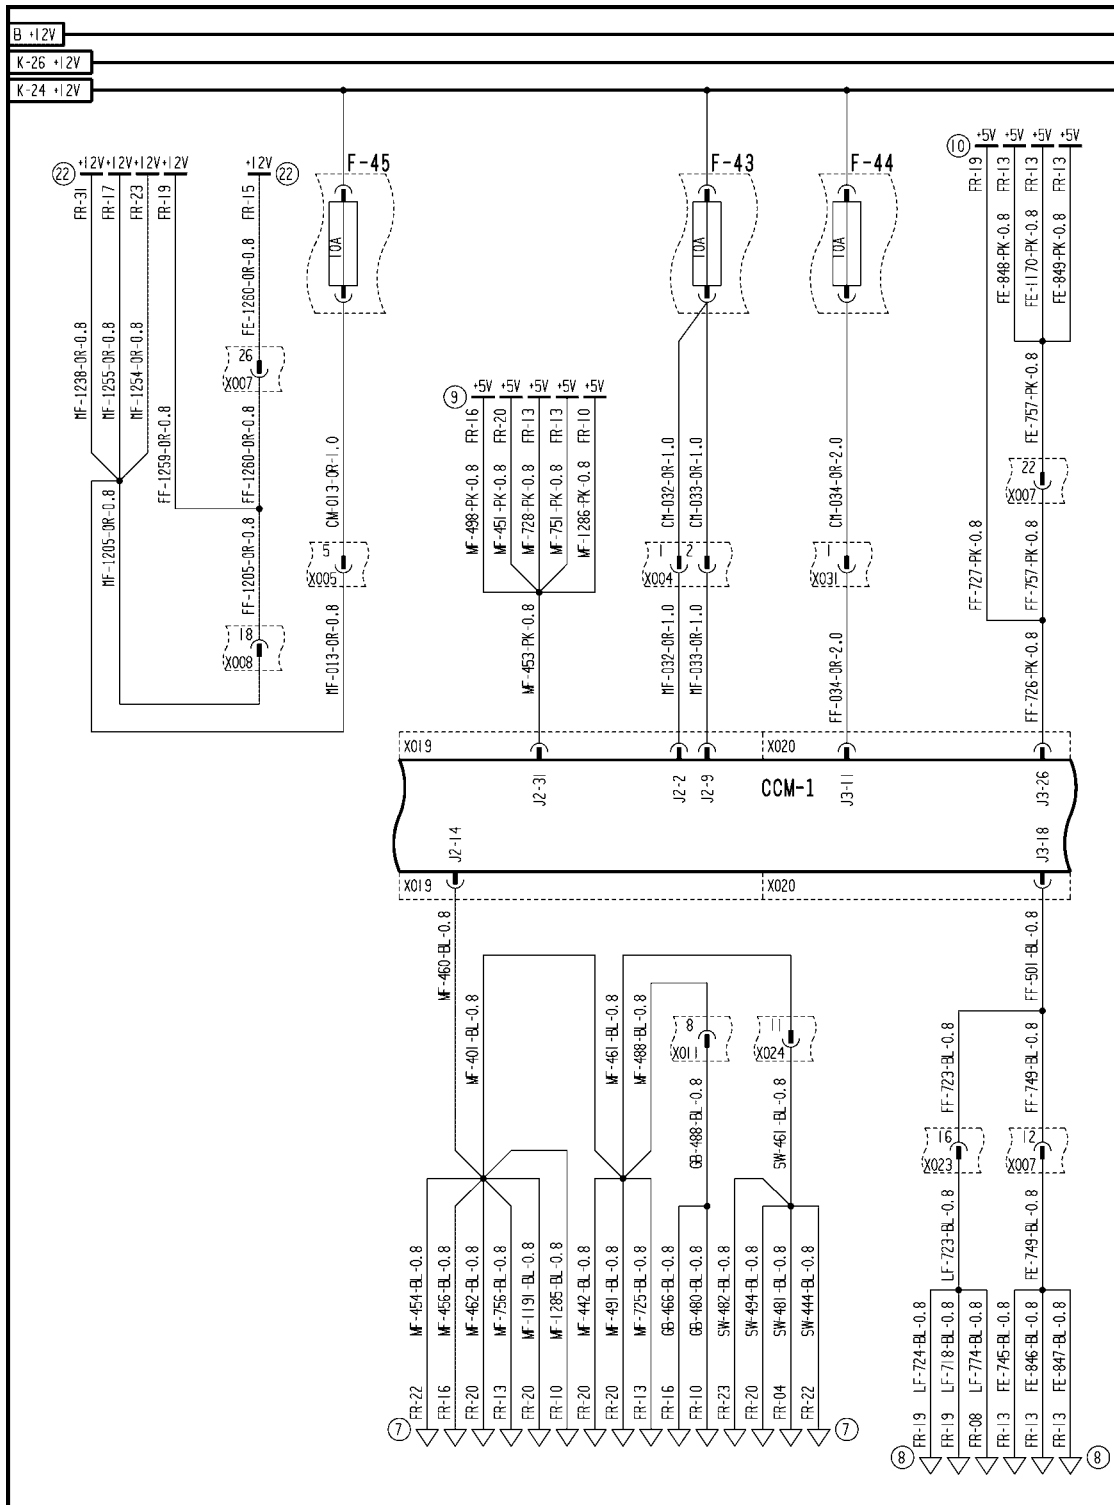 B +12V
K-26 +12V
K-24 +12V
22
+12V
+12V
+12V
+12V
+12V
22
F-45
F-43
F-44
10
+5V
+5V
+5V
+5V
FR-31
FR-17
FR-23
FR-19
FR-15
FR-19
FR-13
FR-13
FR-13
10A
10A
10A
FE-1260-OR-0.8
FE-848-PK-0.8
FE-1170-PK-0.8
FE-849-PK-0.8
MF-1238-OR-0.8
MF-1255-OR-0.8
MF-1254-OR-0.8
26
X007
9
+5V
+5V
+5V
+5V
+5V
FR-16
FR-20
FR-13
FR-13
FR-10
FE-757-PK-0.8
FF-1259-OR-0.8
FF-1260-OR-0.8
CM-013-OR-1.0
MF-498-PK-0.8
MF-451-PK-0.8
MF-728-PK-0.8
MF-751-PK-0.8
MF-1286-PK-0.8
CM-032-OR-1.0
CM-033-OR-1.0
CM-034-OR-2.0
22
X007
MF-1205-OR-0.8
FF-1205-OR-0.8
5
X005
1
2
X004
1
X031
FF-727-PK-0.8
FF-757-PK-0.8
18
X008
MF-013-OR-0.8
MF-453-PK-0.8
MF-032-OR-1.0
MF-033-OR-1.0
FF-034-OR-2.0
FF-726-PK-0.8
X019
X020
J2-31
J2-2
J2-9
CCM-1
J3-11
J3-26
J2-14
J3-18
X019
X020
MF-460-BL-0.8
FF-501-BL-0.8
MF-401-BL-0.8
MF-461-BL-0.8
MF-488-BL-0.8
8
X011
11
X024
FF-723-BL-0.8
FF-749-BL-0.8
GB-488-BL-0.8
SW-461-BL-0.8
16
X023
12
X007
LF-723-BL-0.8
FE-749-BL-0.8
MF-454-BL-0.8
MF-456-BL-0.8
MF-462-BL-0.8
MF-756-BL-0.8
MF-1191-BL-0.8
MF-1285-BL-0.8
MF-442-BL-0.8
MF-491-BL-0.8
MF-725-BL-0.8
GB-466-BL-0.8
GB-480-BL-0.8
SW-482-BL-0.8
SW-494-BL-0.8
SW-481-BL-0.8
SW-444-BL-0.8
LF-724-BL-0.8
LF-718-BL-0.8
LF-774-BL-0.8
FE-745-BL-0.8
FE-846-BL-0.8
FE-847-BL-0.8
7
FR-22
FR-16
FR-20
FR-13
FR-20
FR-10
FR-20
FR-20
FR-13
FR-16
FR-10
FR-23
FR-20
FR-04
FR-22
7
8
FR-19
FR-19
FR-08
FR-13
FR-13
FR-13
8